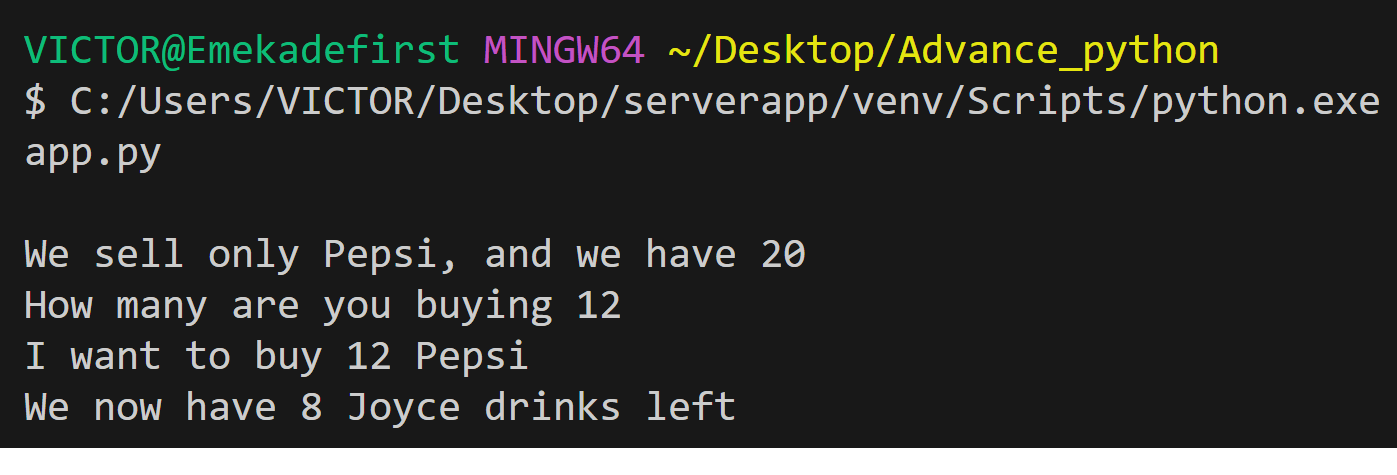 VICTOR@Emekadefirst MINGW64 ~/Desktop/Advance_python
$ C:/Users/VICTOR/Desktop/serverapp/venv/Scripts/python.exe
app.py
We sell only Pepsi, and we have 20
How many are you buying 12
I want to buy 12 Pepsi
We now have 8 Joyce drinks left